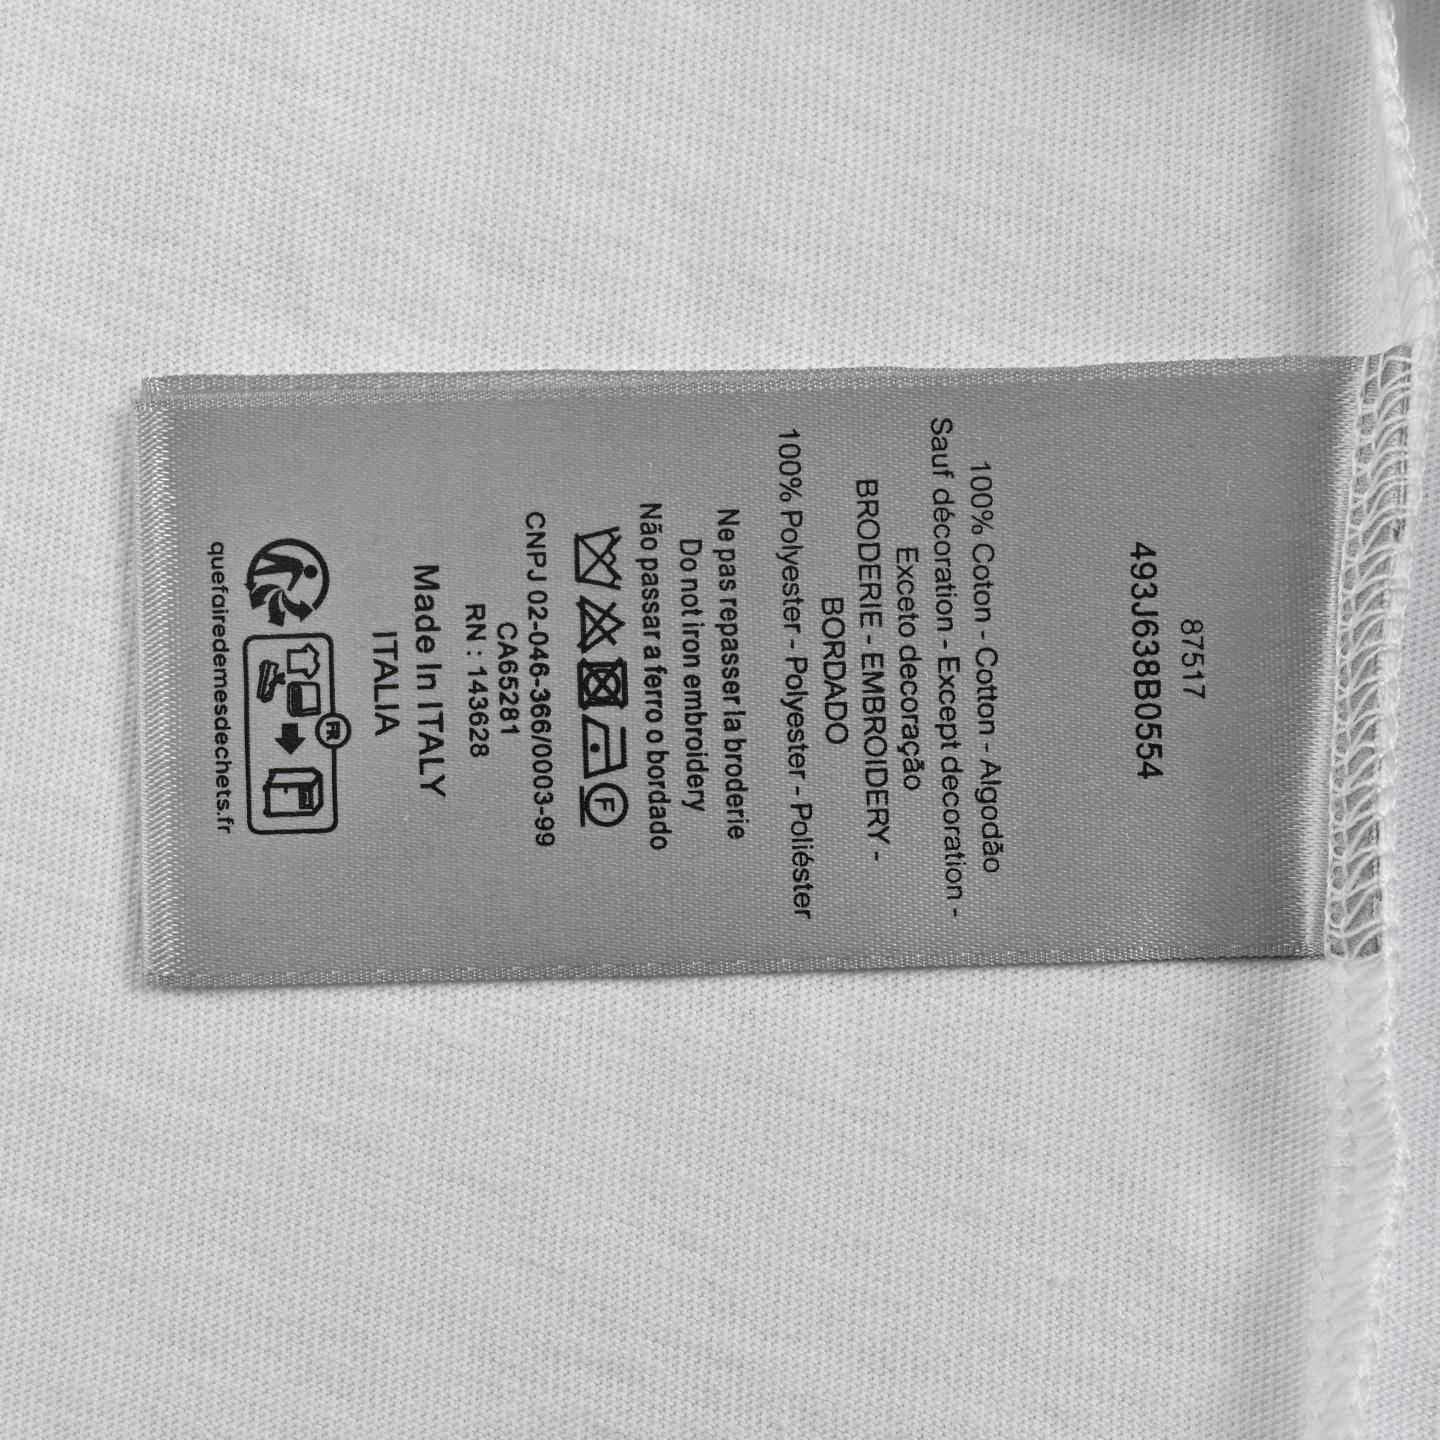 87517
493J638B0554
100% Coton - Cotton - Algodão
Sauf décoration - Except decoration -
Exceto decoração
BRODERIE - EMBROIDERY -
BORDADO
100% Polyester - Polyester - Poliéster
Ne pas repasser la broderie
Do not iron embroidery
Não passar a ferro o bordado
F
CNPJ 02-046-366/0003-99
CA65281
RN : 143628
Made In ITALY
ITALIA
FR
quefairedemesdechets.fr